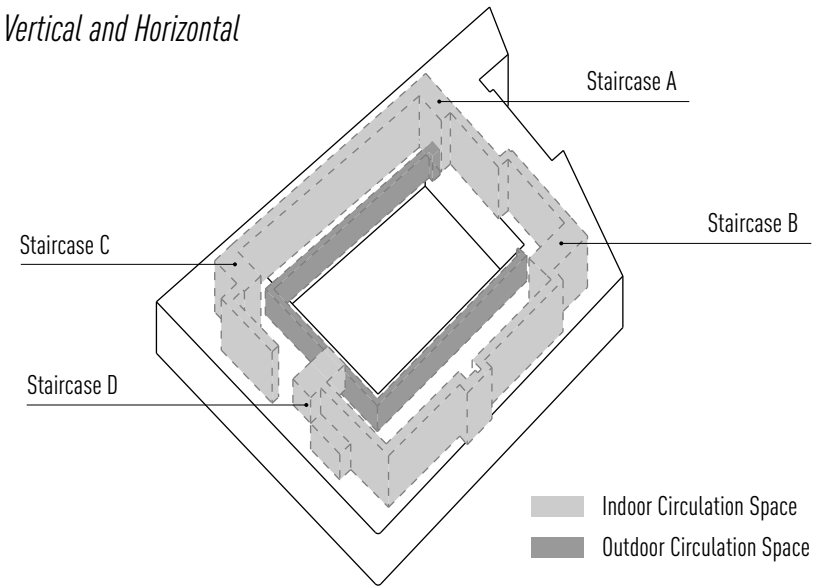 Vertical and Horizontal
Staircase A
Staircase B
Staircase C
Staircase D
Indoor Circulation Space
Outdoor Circulation Space